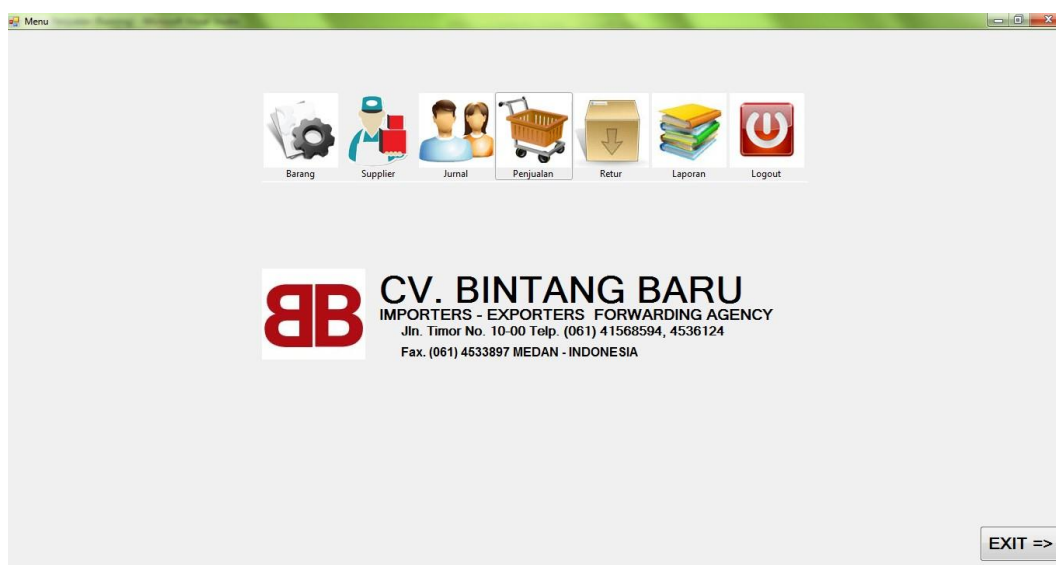 Menu
Barang Supplier Jurnal Penjualan Retur Laporan Logout
BB CV. BINTANG BARU
IMPORTERS - EXPORTERS FORWARDING AGENCY
Jln. Timor No. 10-00 Telp. (061) 41568594, 4536124
Fax. (061) 4533897 MEDAN - INDONESIA
EXIT =>